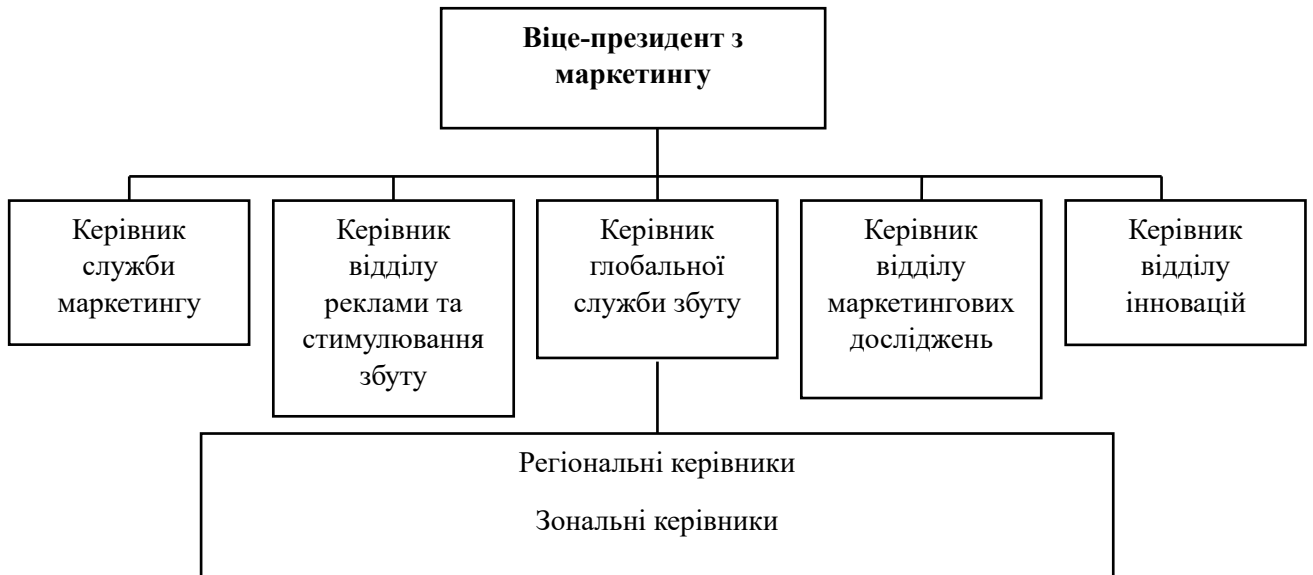 Віце-президент з
маркетингу
Керівник
служби
маркетингу
Керівник
відділу
реклами та
стимулювання
збуту
Керівник
глобальної
служби збуту
Керівник
відділу
маркетингових
досліджень
Керівник
відділу
інновацій
Регіональні керівники
Зональні керівники